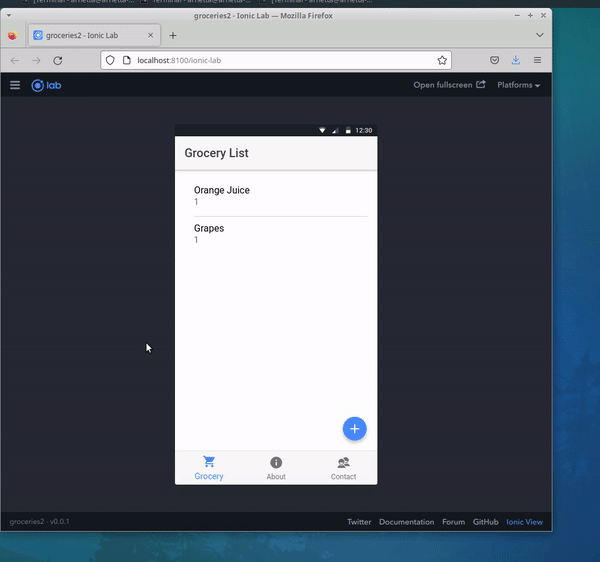 groceries2 - Ionic Lab — Mozilla Firefox
groceries2 - Ionic Lab
localhost:8100/ionic-lab
lab
Open fullscreen
Platforms
12:30
Grocery List
Orange Juice
1
Grapes
1
Grocery
About
Contact
groceries2 - v0.0.1
Twitter Documentation Forum GitHub Ionic View